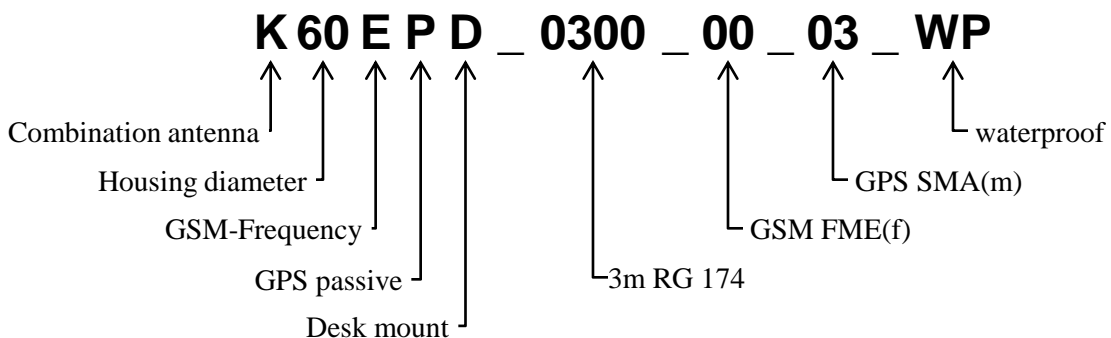 K 60 E P D _ 0300 _ 00 _ 03 _ WP
Combination antenna
waterproof
Housing diameter
GPS SMA(m)
GSM-Frequency
GSM FME(f)
GPS passive
3m RG 174
Desk mount